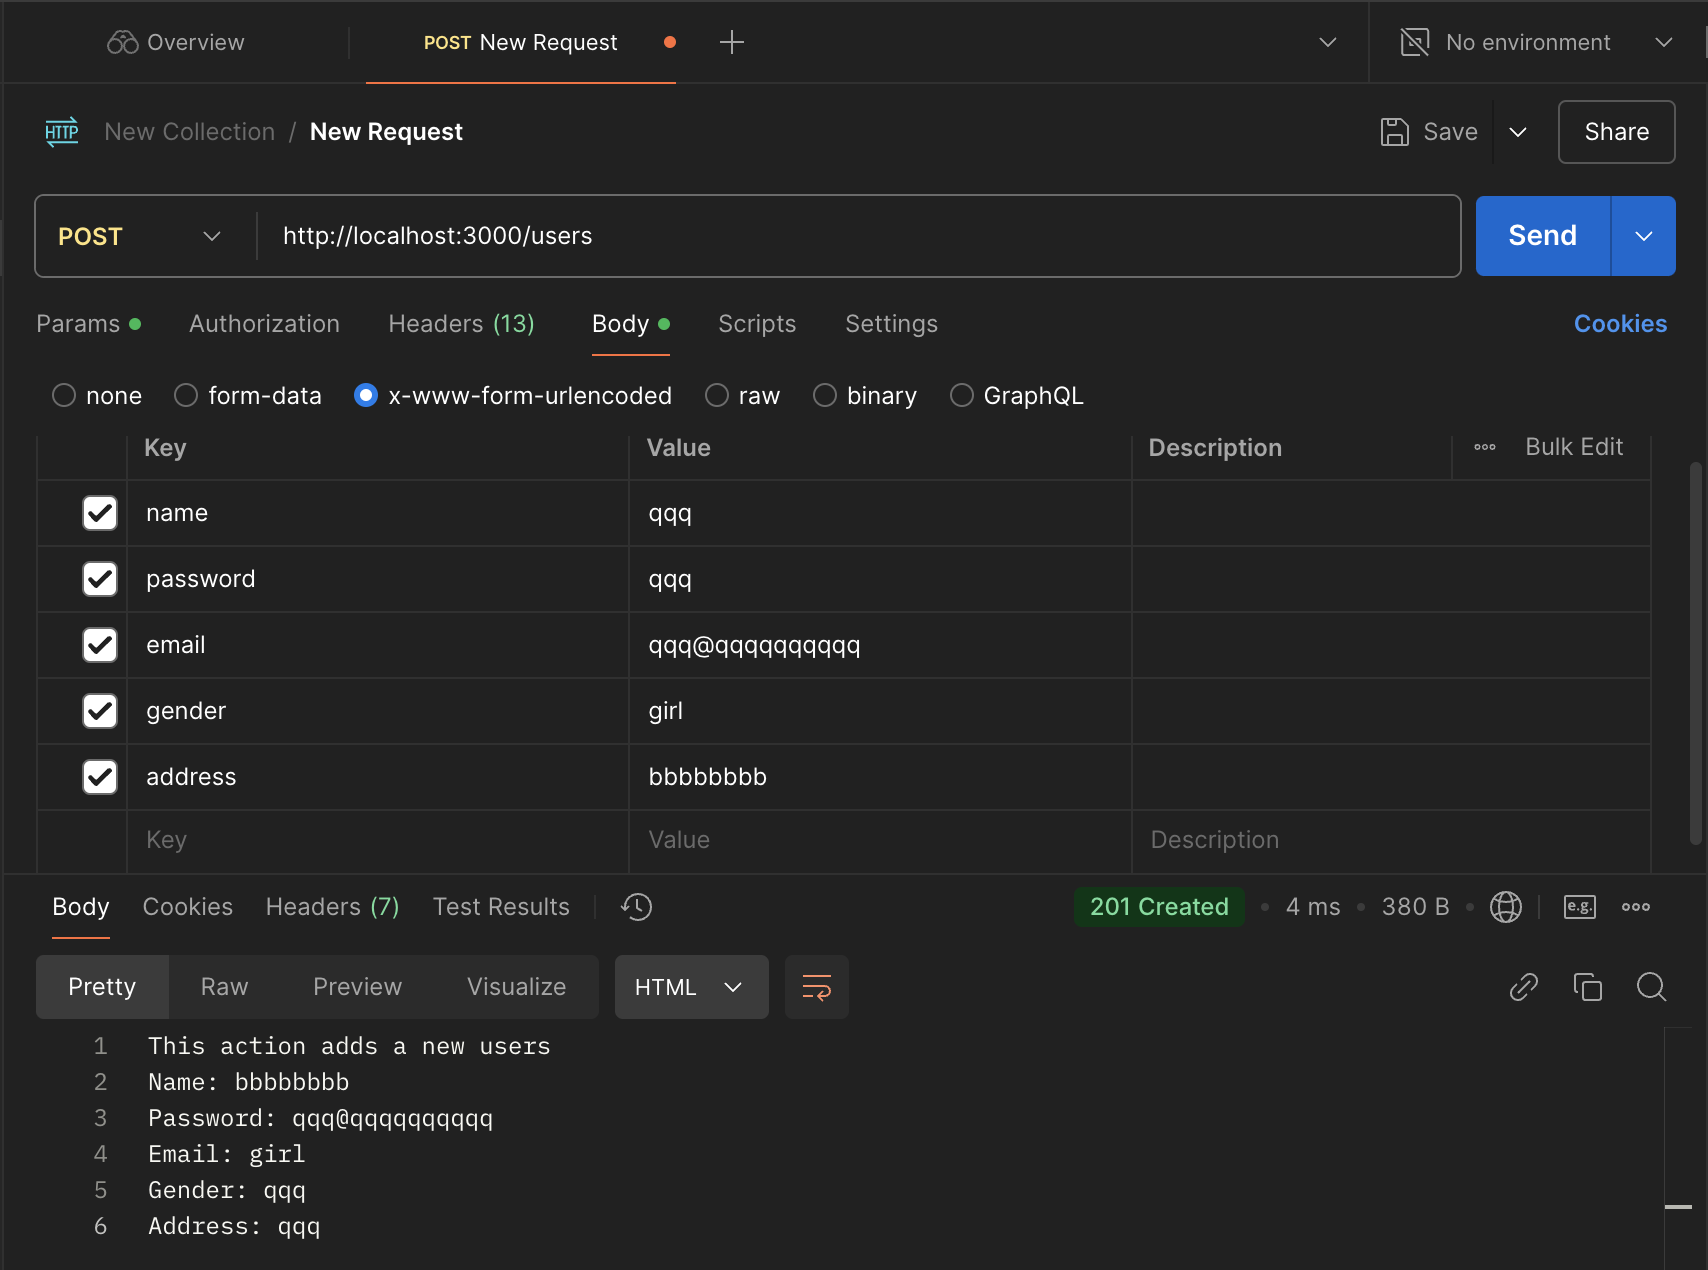 Overview
POST New Request
No environment
HTTP New Collection / New Request
Save
Share
POST http://localhost:3000/users
Send
Params Authorization Headers (13) Body Scripts Settings Cookies
none form-data x-www-form-urlencoded raw binary GraphQL
Key Value Description Bulk Edit
name qqq
password qqq
email qqq@qqqqqqqqqq
gender girl
address bbbbbbbb
Key Value Description
Body Cookies Headers (7) Test Results 201 Created 4 ms 380 B e.g.
Pretty Raw Preview Visualize HTML
1 This action adds a new users
2 Name: bbbbbbbb
3 Password: qqq@qqqqqqqqqq
4 Email: girl
5 Gender: qqq
6 Address: qqq